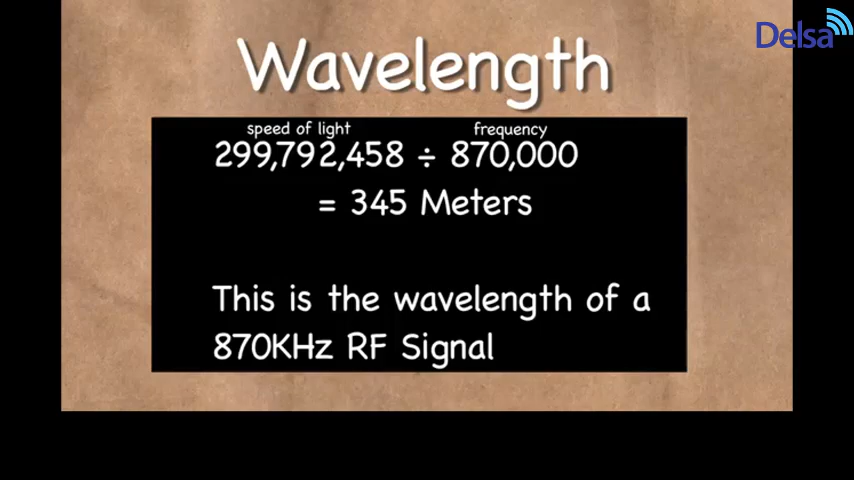 Delsa
Wavelength
speed of light frequency
299,792,458 ÷ 870,000
= 345 Meters
This is the wavelength of a
870KHz RF Signal